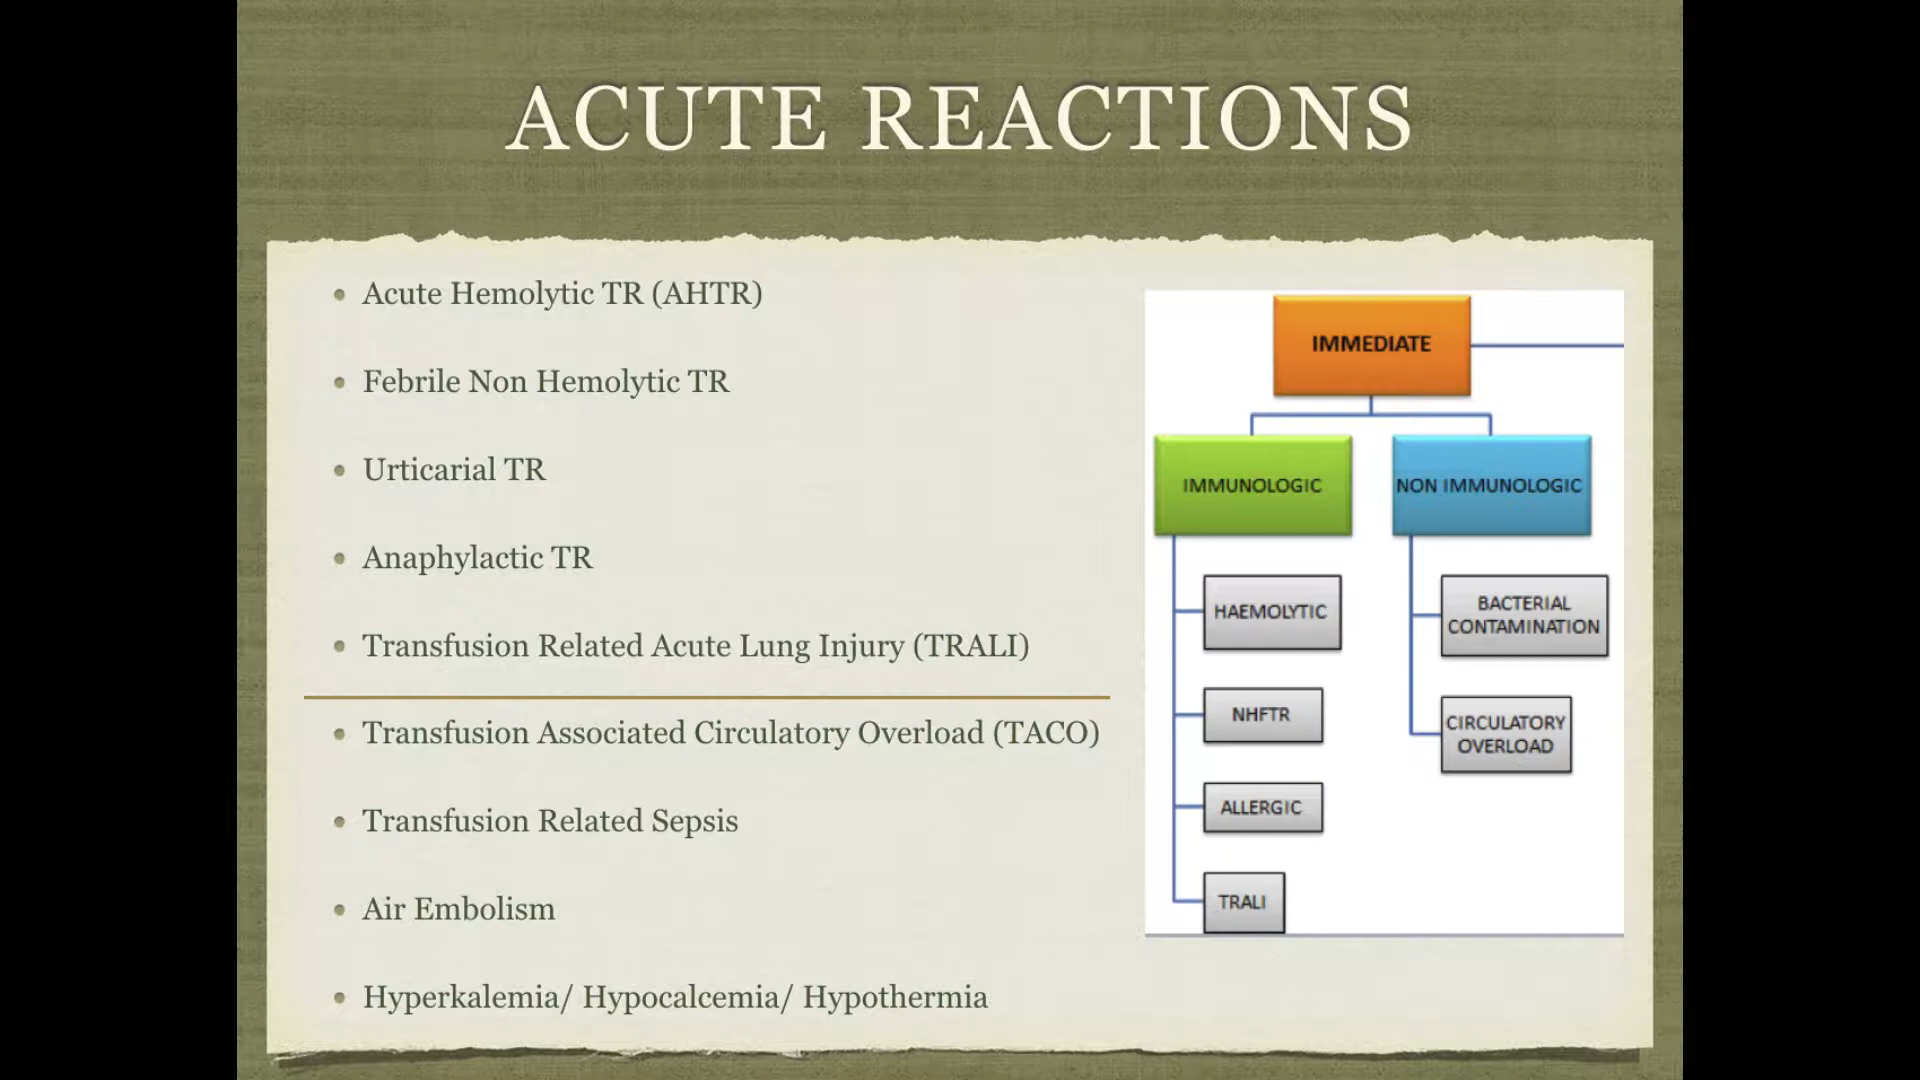 ACUTE REACTIONS
• Acute Hemolytic TR (AHTR)
• Febrile Non Hemolytic TR
• Urticarial TR
• Anaphylactic TR
• Transfusion Related Acute Lung Injury (TRALI)
• Transfusion Associated Circulatory Overload (TACO)
• Transfusion Related Sepsis
• Air Embolism
• Hyperkalemia/ Hypocalcemia/ Hypothermia
IMMEDIATE
IMMUNOLOGIC
HAEMOLYTIC
NHFTR
ALLERGIC
TRALI
NON IMMUNOLOGIC
BACTERIAL
CONTAMINATION
CIRCULATORY
OVERLOAD